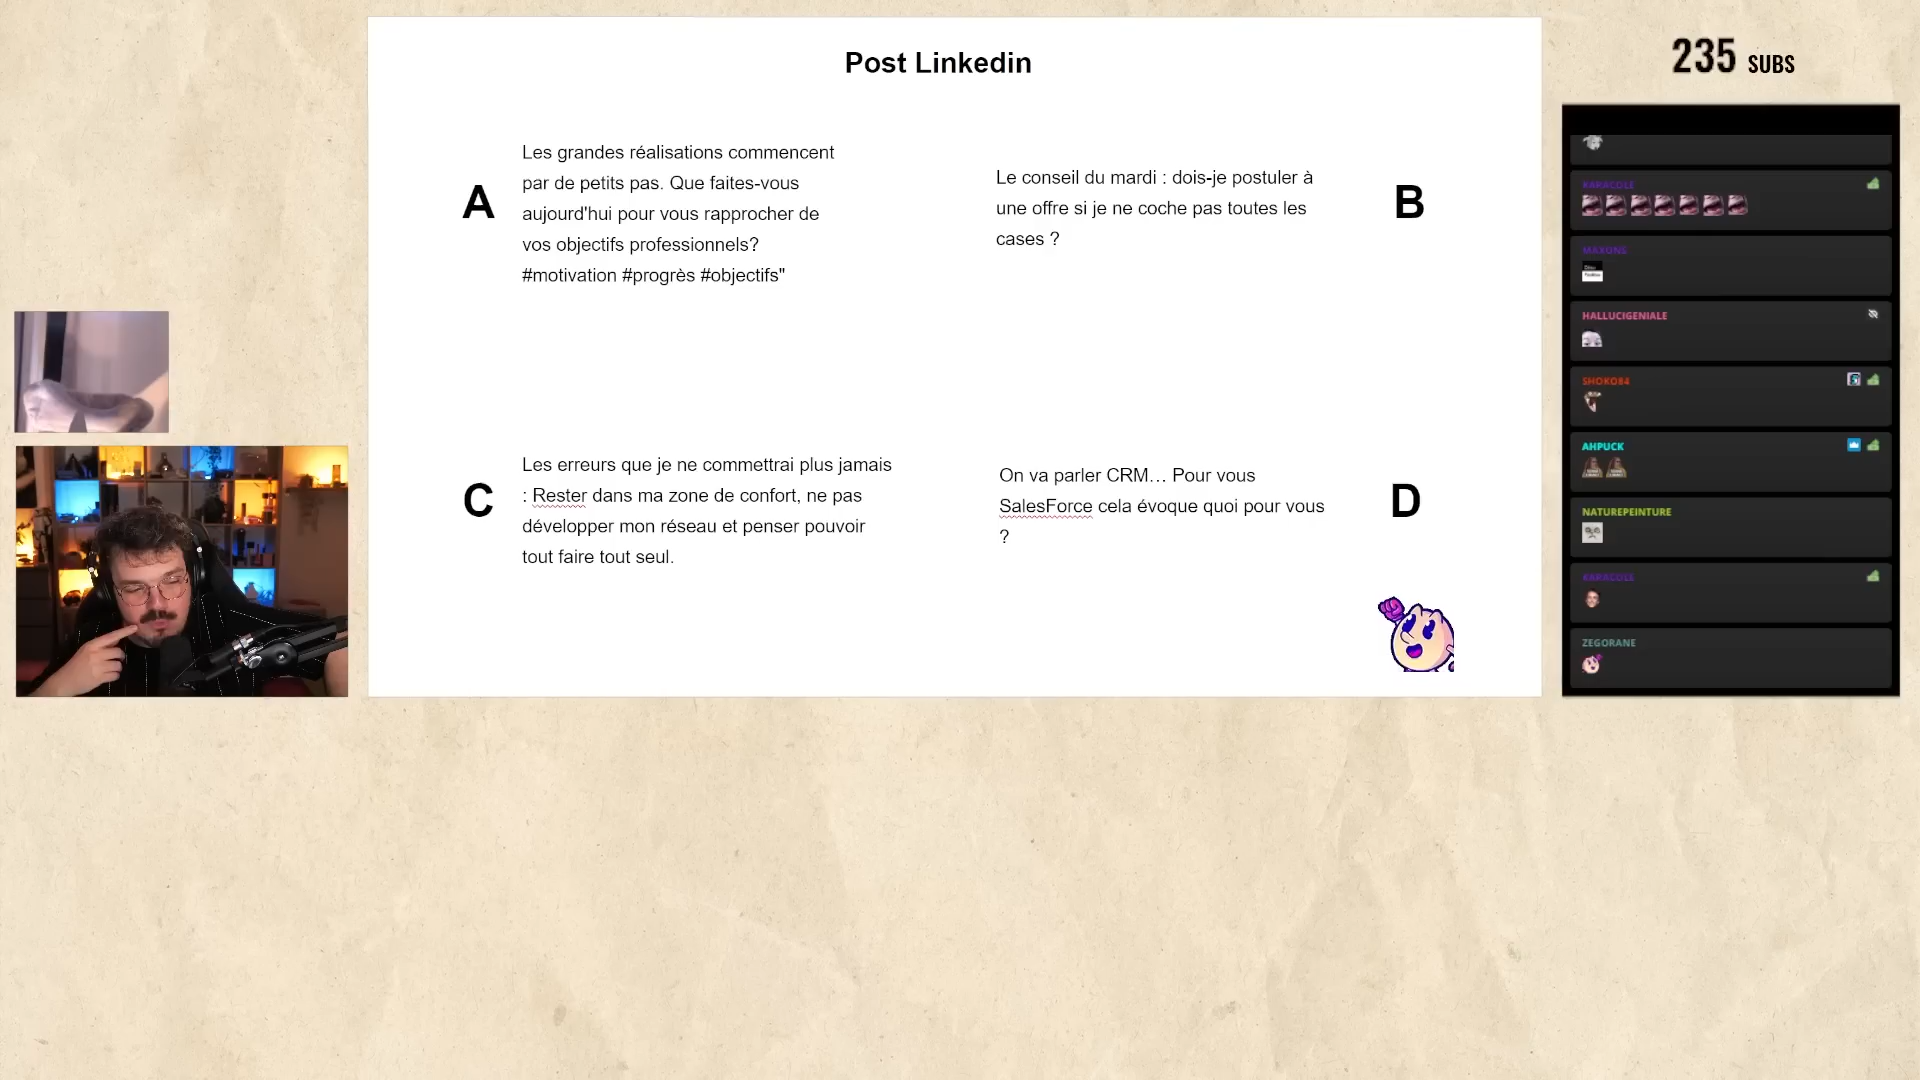 Post Linkedin
235 SUBS
A
Les grandes réalisations commencent
par de petits pas. Que faites-vous
aujourd'hui pour vous rapprocher de
vos objectifs professionnels?
#motivation #progrès #objectifs"
Le conseil du mardi : dois-je postuler à
une offre si je ne coche pas toutes les
cases ?
B
C
Les erreurs que je ne commettrai plus jamais
: Rester dans ma zone de confort, ne pas
développer mon réseau et penser pouvoir
tout faire tout seul.
On va parler CRM… Pour vous
SalesForce cela évoque quoi pour vous
?
D
KARACOLE
MAXONS
HALLUCIGENIALE
SHOKO84
AHPUCK
NATUREPEINTURE
KARACOLE
ZEGORANE